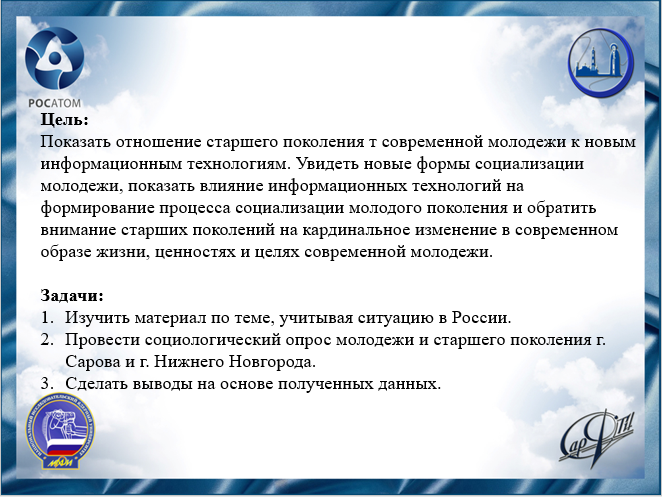 РОСАТОМ
Цель:
Показать отношение старшего поколения т современной молодежи к новым
информационным технологиям. Увидеть новые формы социализации
молодежи, показать влияние информационных технологий на
формирование процесса социализации молодого поколения и обратить
внимание старших поколений на кардинальное изменение в современном
образе жизни, ценностях и целях современной молодежи.
Задачи:
1. Изучить материал по теме, учитывая ситуацию в России.
2. Провести социологический опрос молодежи и старшего поколения г.
Сарова и г. Нижнего Новгорода.
3. Сделать выводы на основе полученных данных.
МИФИ
СарФТИ